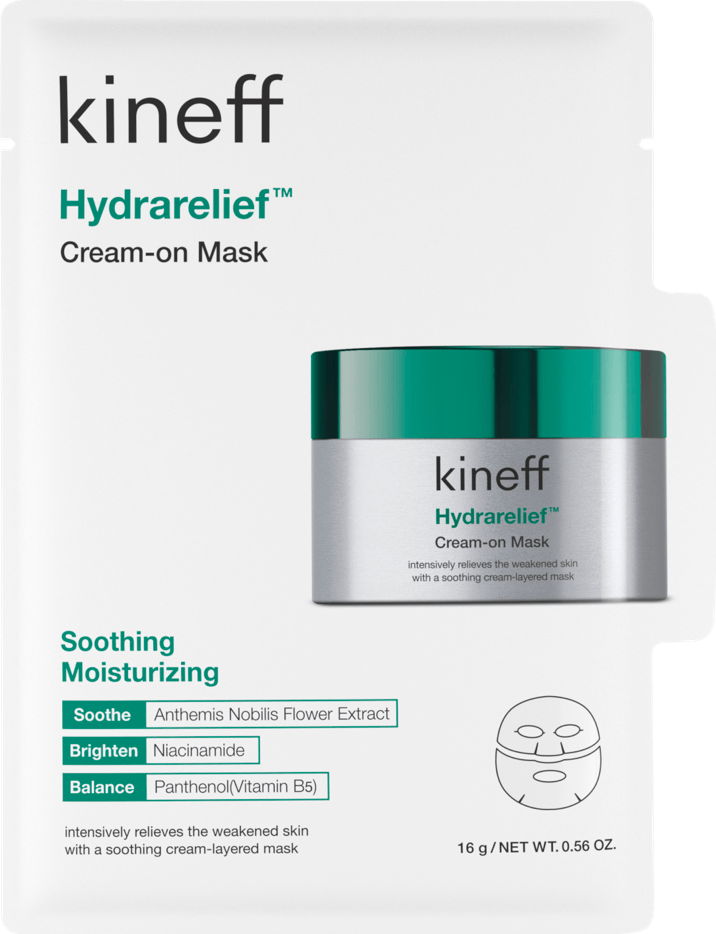 kineff
Hydrarelief™
Cream-on Mask
kineff
Hydrarelief™
Cream-on Mask
intensively relieves the weakened skin
with a soothing cream-layered mask
Soothing
Moisturizing
Soothe Anthemis Nobilis Flower Extract
Brighten Niacinamide
Balance Panthenol(Vitamin B5)
intensively relieves the weakened skin
with a soothing cream-layered mask
16 g / NET WT. 0.56 OZ.